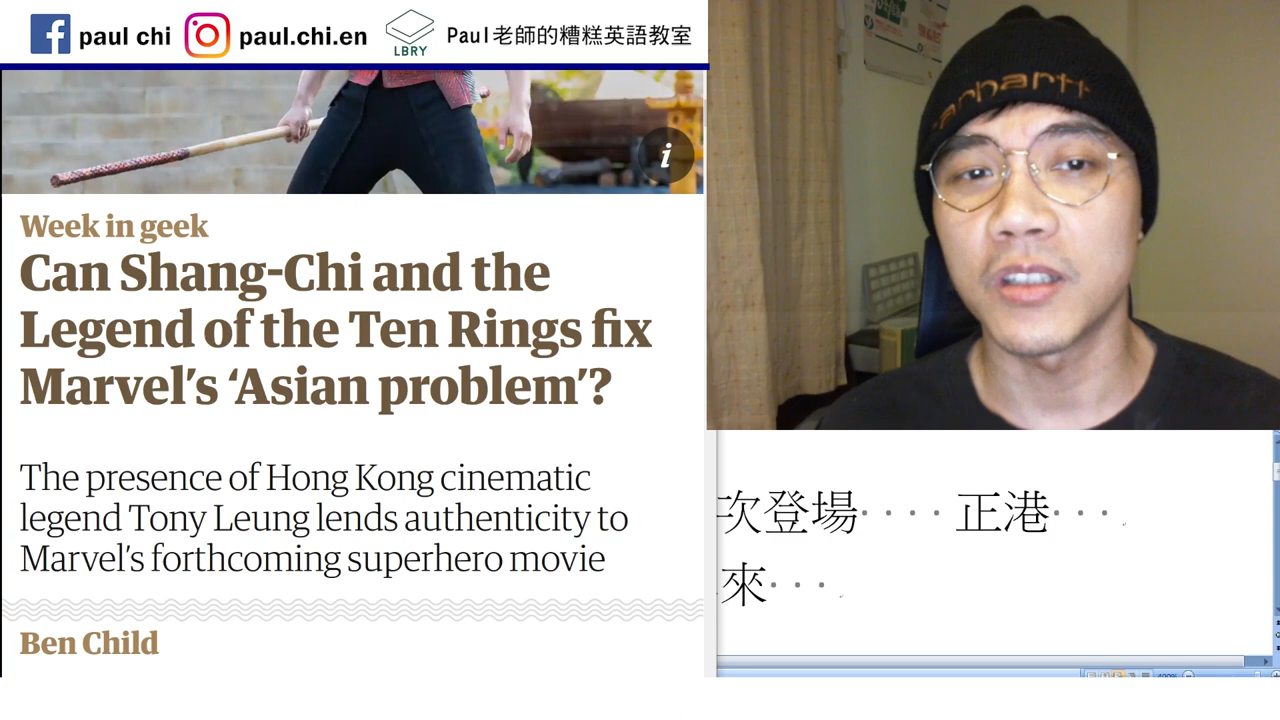 paul chi
paul.chi.en
LBRY
Paul老師的糟糕英語教室
carhartt
i
Week in geek
Can Shang-Chi and the
Legend of the Ten Rings fix
Marvel's ‘Asian problem’?
The presence of Hong Kong cinematic
legend Tony Leung lends authenticity to
Marvel's forthcoming superhero movie
Ben Child
次登場···· 正港···
來···